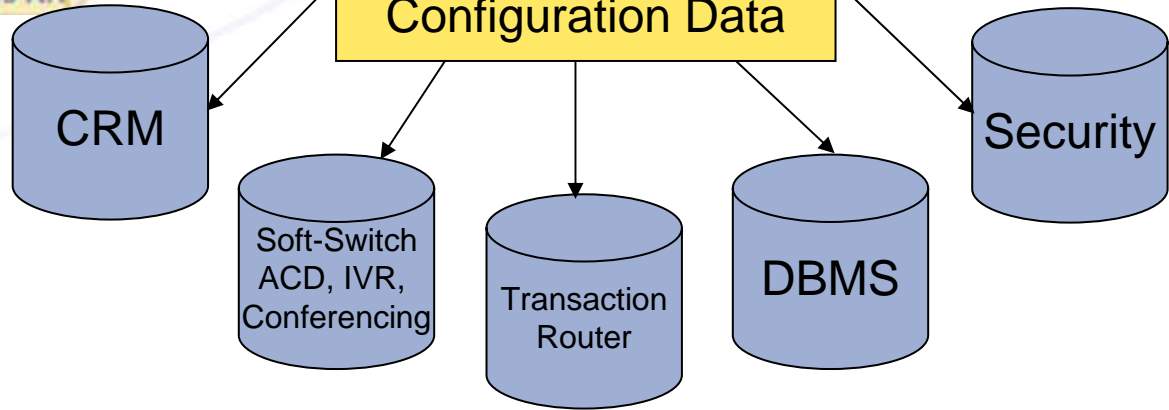 Configuration Data
CRM
Security
Soft-Switch
ACD, IVR,
Conferencing
Transaction
Router
DBMS